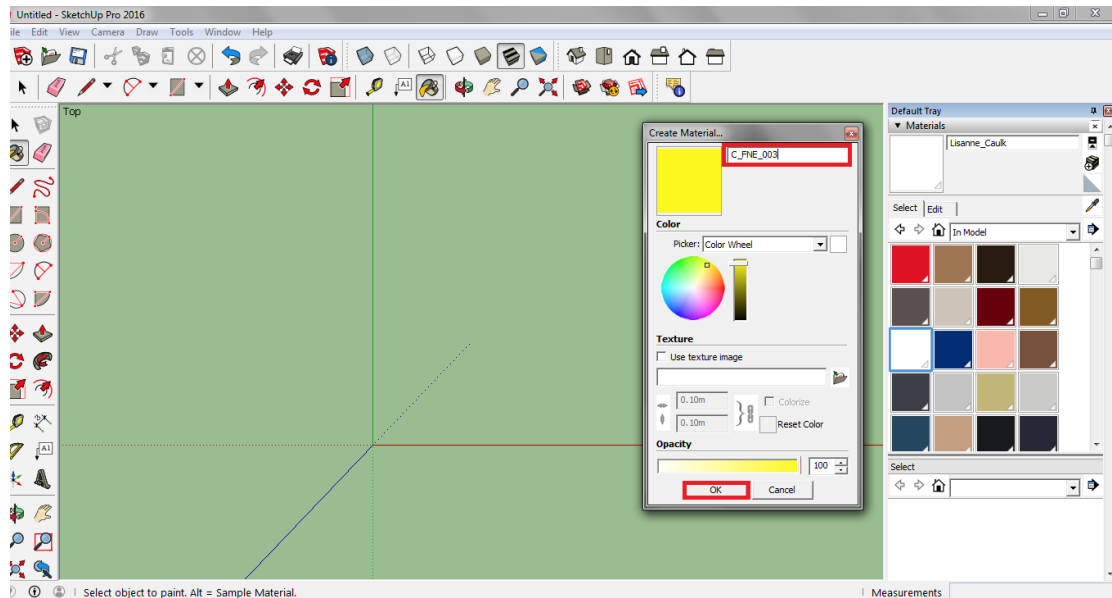 Untitled - SketchUp Pro 2016
ile Edit View Camera Draw Tools Window Help
A1
Top
A1
Create Material...
C_FNE_003
Color
Picker: Color Wheel
Texture
Use texture image
0.10m
Colorize
0.10m
Reset Color
Opacity
100
OK Cancel
Default Tray
Materials
Lisanne_Caulk
Select Edit
In Model
Select
Select object to paint. Alt = Sample Material.
Measurements